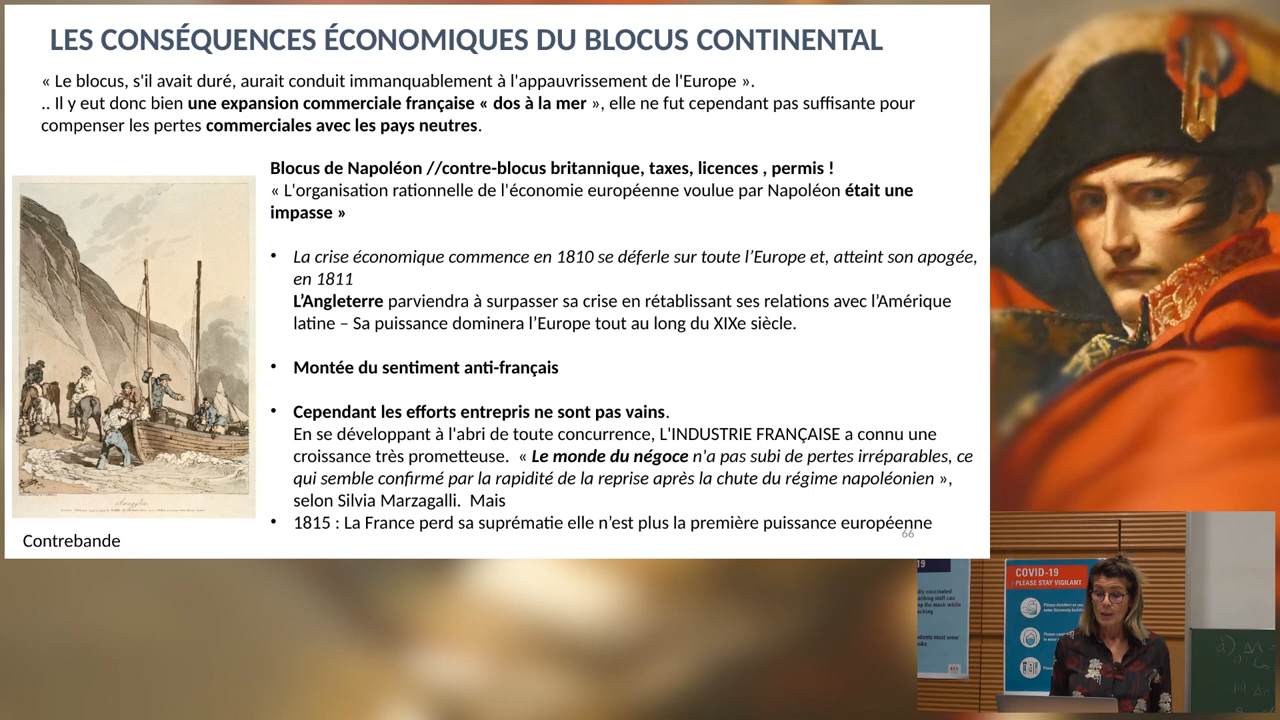 LES CONSÉQUENCES ÉCONOMIQUES DU BLOCUS CONTINENTAL
« Le blocus, s'il avait duré, aurait conduit immanquablement à l'appauvrissement de l'Europe ».
.. Il y eut donc bien une expansion commerciale française « dos à la mer », elle ne fut cependant pas suffisante pour
compenser les pertes commerciales avec les pays neutres.
Blocus de Napoléon //contre-blocus britannique, taxes, licences , permis !
« L'organisation rationnelle de l'économie européenne voulue par Napoléon était une
impasse »
• La crise économique commence en 1810 se déferle sur toute l’Europe et, atteint son apogée,
en 1811
L’Angleterre parviendra à surpasser sa crise en rétablissant ses relations avec l’Amérique
latine – Sa puissance dominera l’Europe tout au long du XIXe siècle.
• Montée du sentiment anti-français
• Cependant les efforts entrepris ne sont pas vains.
En se développant à l'abri de toute concurrence, L'INDUSTRIE FRANÇAISE a connu une
croissance très prometteuse. « Le monde du négoce n'a pas subi de pertes irréparables, ce
qui semble confirmé par la rapidité de la reprise après la chute du régime napoléonien »,
selon Silvia Marzagalli. Mais
• 1815 : La France perd sa suprématie elle n’est plus la première puissance européenne
66
Contrebande
19
COVID-19
PLEASE STAY VIGILANT